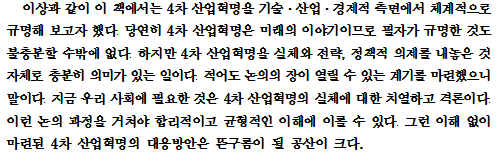 이상과 같이 이 책에서는 4차 산업혁명을 기술·산업·경제적 측면에서 체계적으로
규명해 보고자 했다. 당연히 4차 산업혁명은 미래의 이야기이므로 필자가 규명한 것도
불충분할 수밖에 없다. 하지만 4차 산업혁명을 실체와 전략, 정책적 의제를 내놓은 것
자체로 충분히 의미가 있는 일이다. 적어도 논의의 장이 열릴 수 있는 계기를 마련했으니
말이다. 지금 우리 사회에 필요한 것은 4차 산업혁명의 실체에 대한 치열하고 격론이다.
이런 논의 과정을 거쳐야 합리적이고 균형적인 이해에 이를 수 있다. 그런 이해 없이
마련된 4차 산업혁명의 대응방안은 뜬구름이 될 공산이 크다.